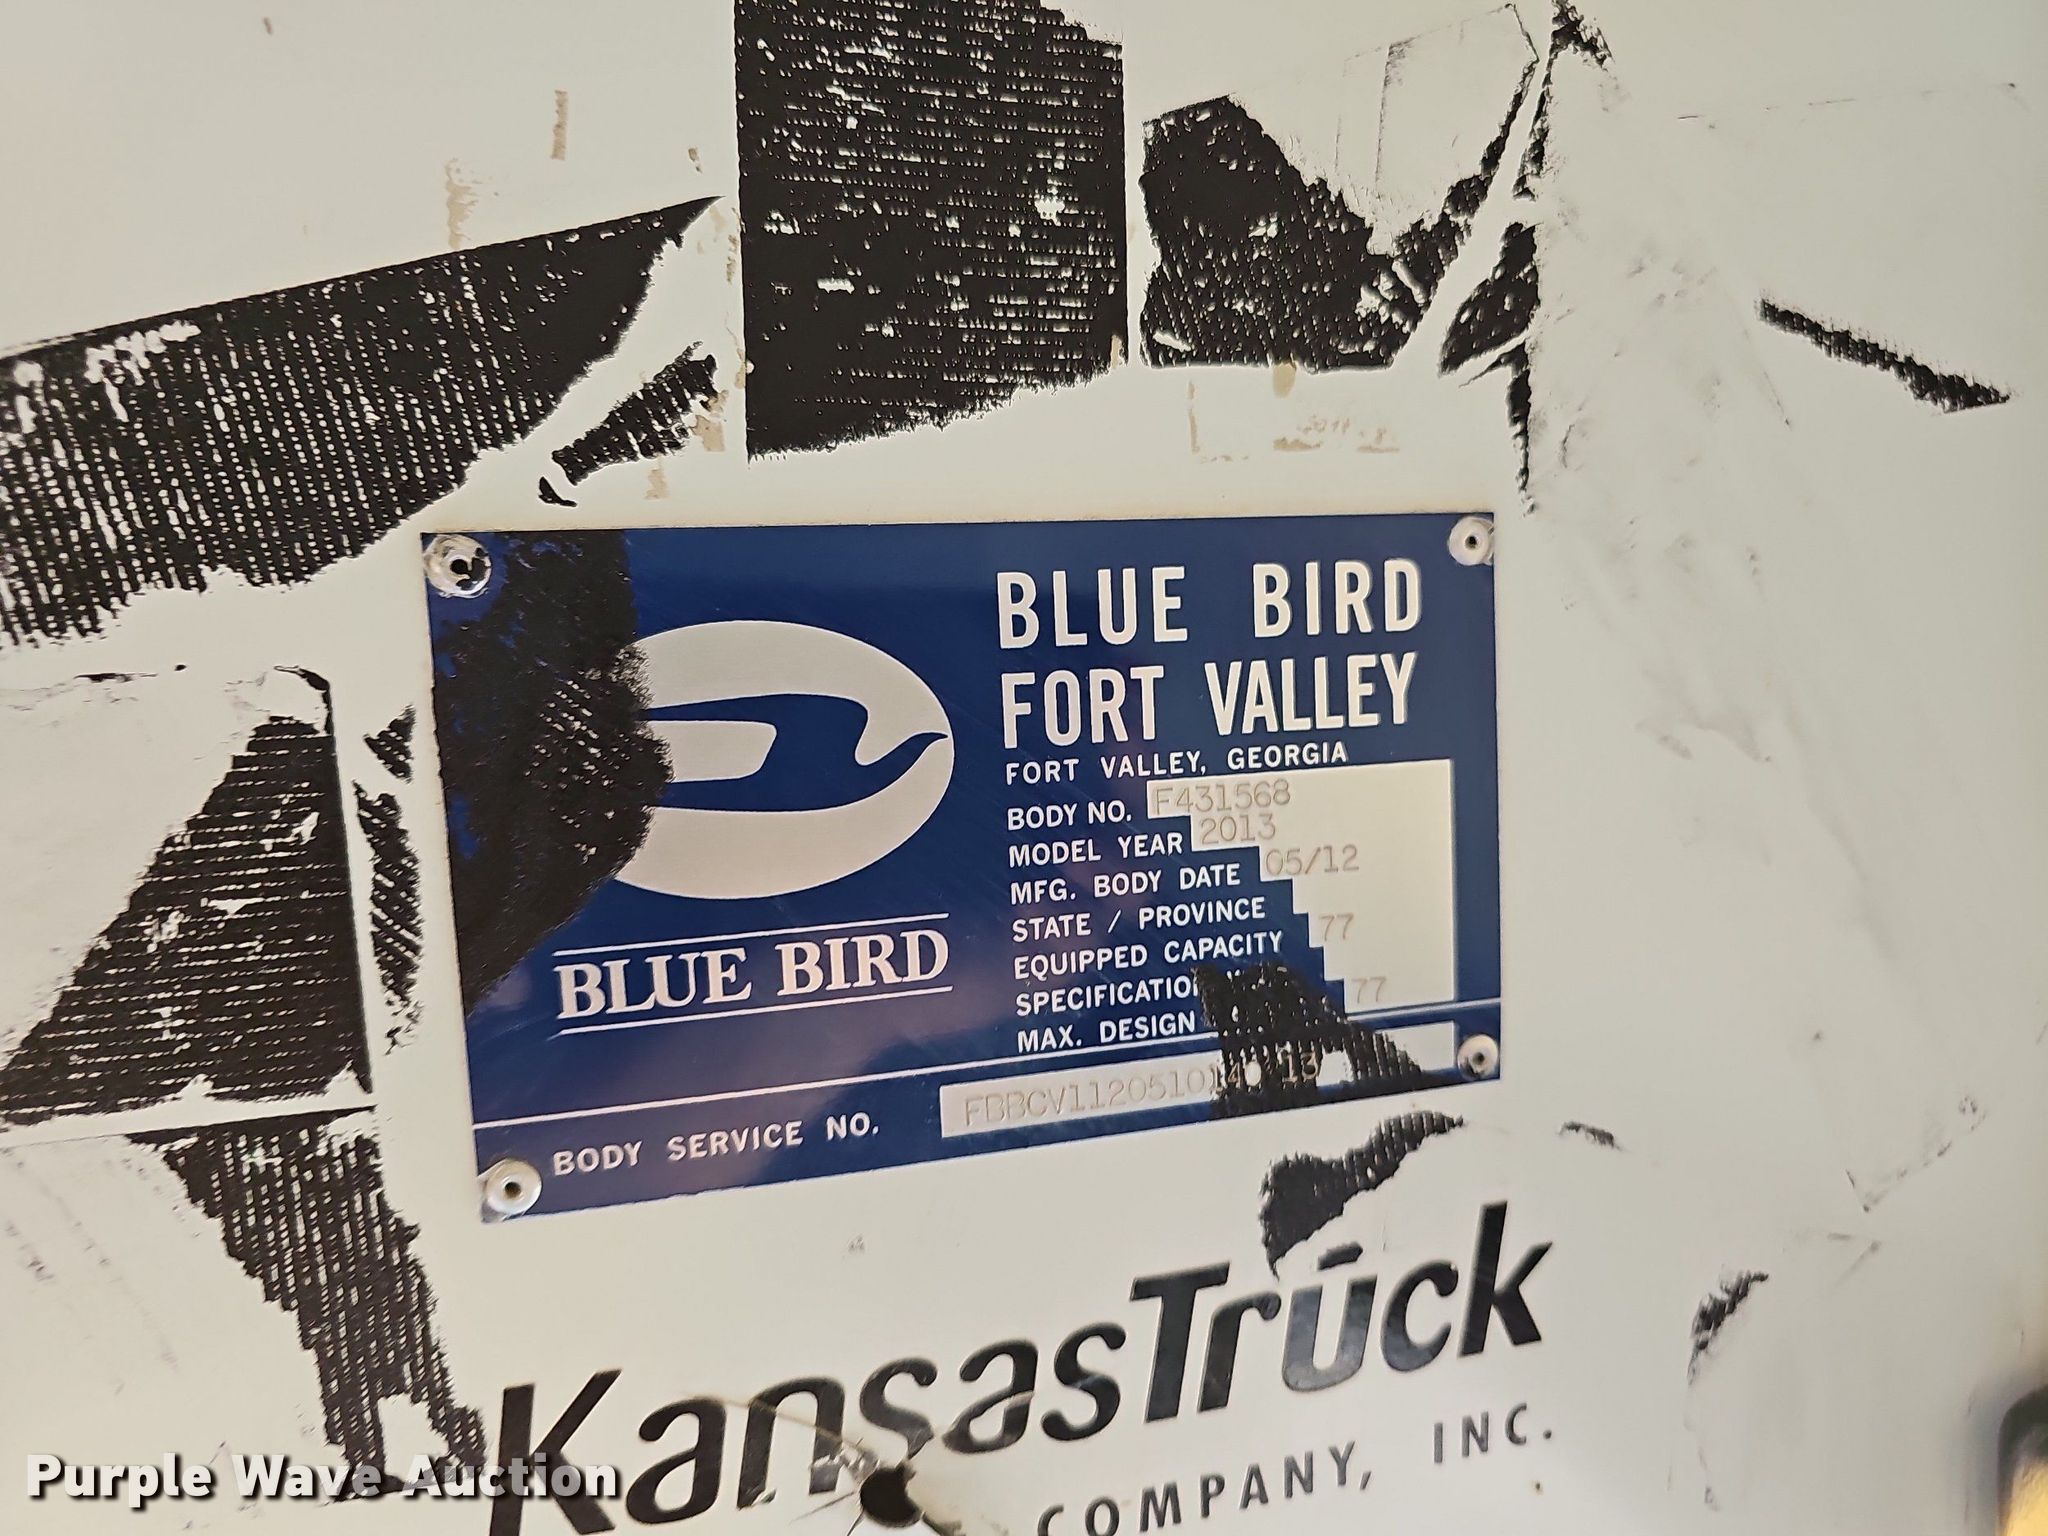 BLUE BIRD
FORT VALLEY
FORT VALLEY, GEORGIA
BODY NO. F431568
MODEL YEAR 2013
MFG. BODY DATE 05/12
STATE / PROVINCE
EQUIPPED CAPACITY 77
SPECIFICATION
MAX. DESIGN 77
BLUE BIRD
BODY SERVICE NO.
KansasTruck
COMPANY, INC.
Purple Wave Auction